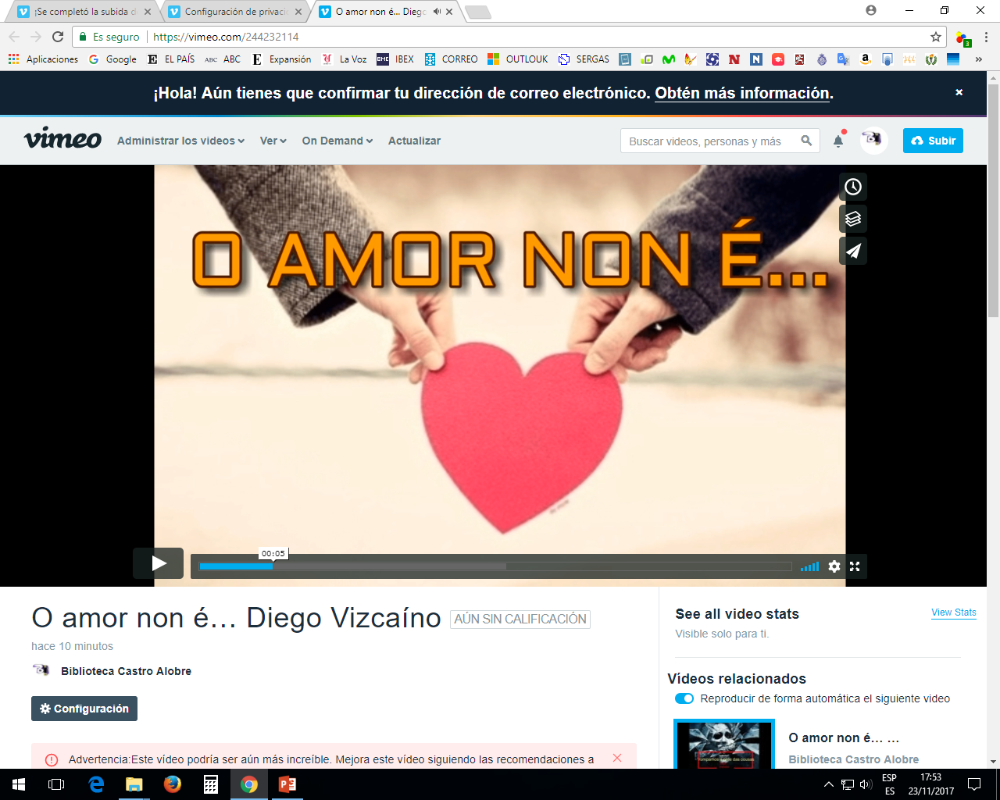 ¡Se completó la subida d
Configuración de privaci
O amor non é... Dieg
Es seguro
https://vimeo.com/244232114
Aplicaciones
Google
EL PAÍS
ABC
ABC
Expansión
La Voz
BME
IBEX
CORREO
OUTLOUK
SERGAS
»
3
¡Hola! Aún tienes que confirmar tu dirección de correo electrónico. Obtén más información.
vimeo
Administrar los videos
Ver
On Demand
Actualizar
Buscar videos, personas y más
Subir
O AMOR NON É...
00:05
O amor non é... Diego Vizcaíno
AÚN SIN CALIFICACIÓN
hace 10 minutos
Biblioteca Castro Alobre
Configuración
Advertencia:Este vídeo podría ser aún más increíble. Mejora este vídeo siguiendo las recomendaciones a
See all video stats
View Stats
Visible solo para ti.
Vídeos relacionados
Reproducir de forma automática el siguiente video
O amor non é... ...
Biblioteca Castro Alobre
ESP
ES
17:53
23/11/2017